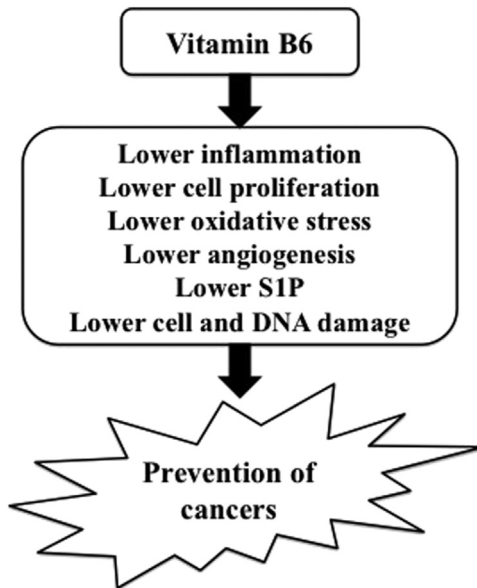 Vitamin B6
Lower inflammation
Lower cell proliferation
Lower oxidative stress
Lower angiogenesis
Lower S1P
Lower cell and DNA damage
Prevention of
cancers